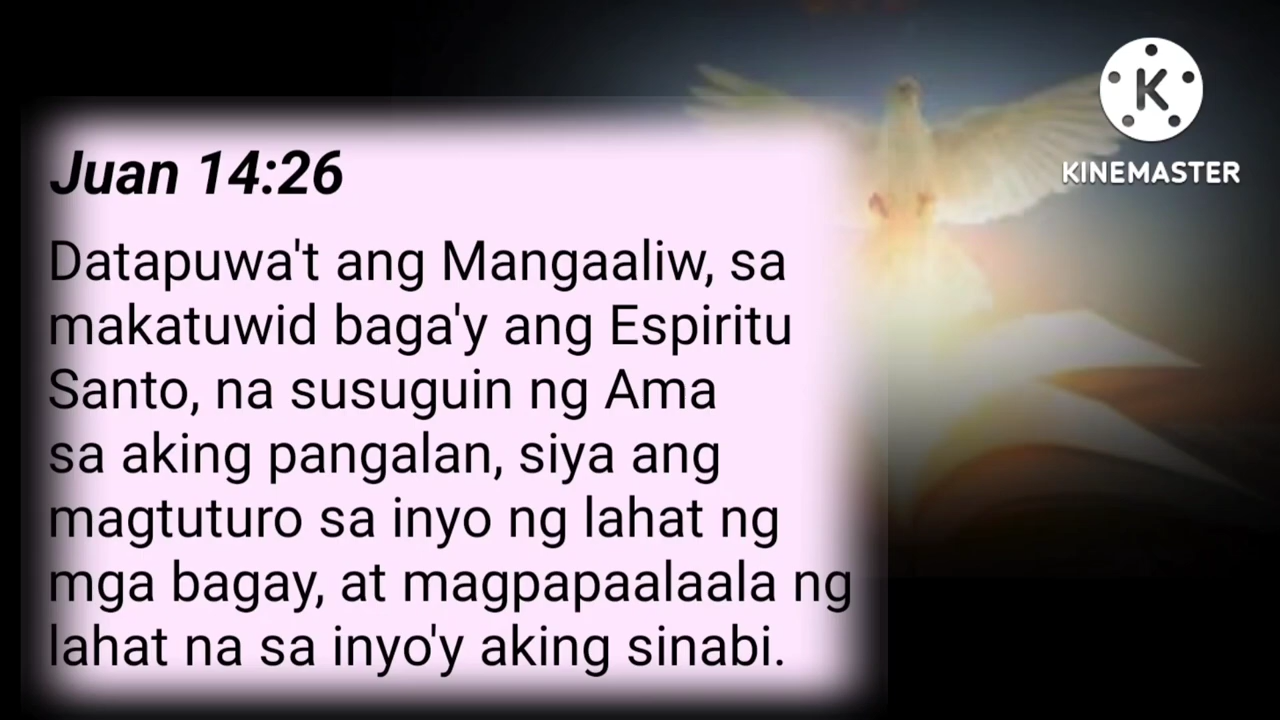 Juan 14:26
Datapuwa't ang Mangaaliw, sa
makatuwid baga'y ang Espiritu
Santo, na susuguin ng Ama
sa aking pangalan, siya ang
magtuturo sa inyo ng lahat ng
mga bagay, at magpapaalaala ng
lahat na sa inyo'y aking sinabi.
K
KINEMASTER